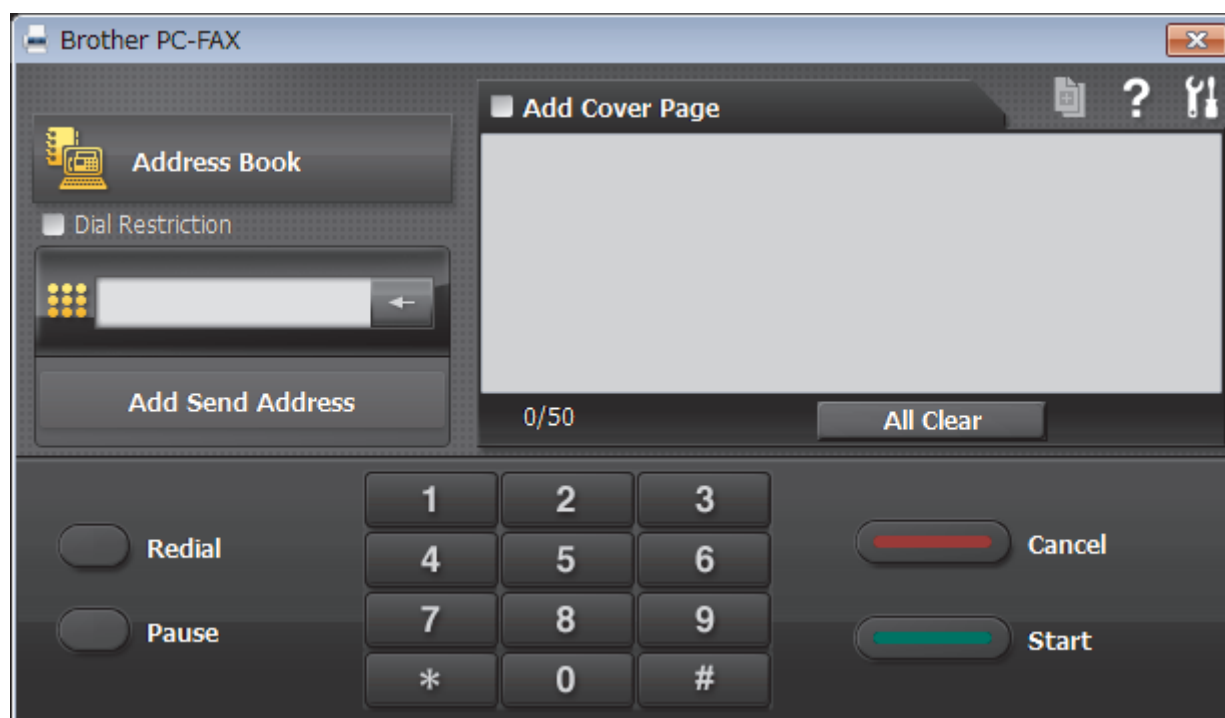 Brother PC-FAX
Add Cover Page
?
Address Book
Dial Restriction
Add Send Address
0/50
All Clear
1 2 3
Redial
4 5 6
Cancel
Pause
7 8 9
Start
* 0 #